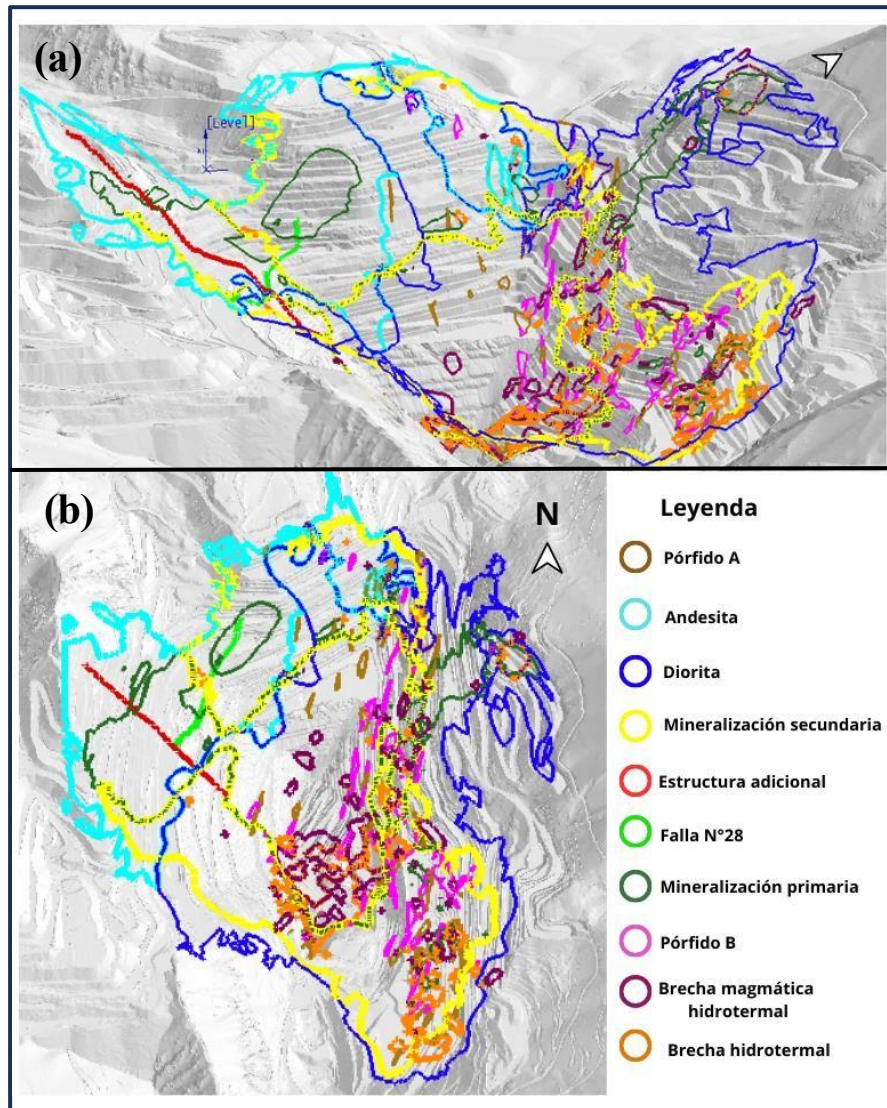 (a)
[Level]
(b)
N
Leyenda
Pórfido A
Andesita
Diorita
Mineralización secundaria
Estructura adicional
Falla N°28
Mineralización primaria
Pórfido B
Brecha magmática
hidrotermal
Brecha hidrotermal